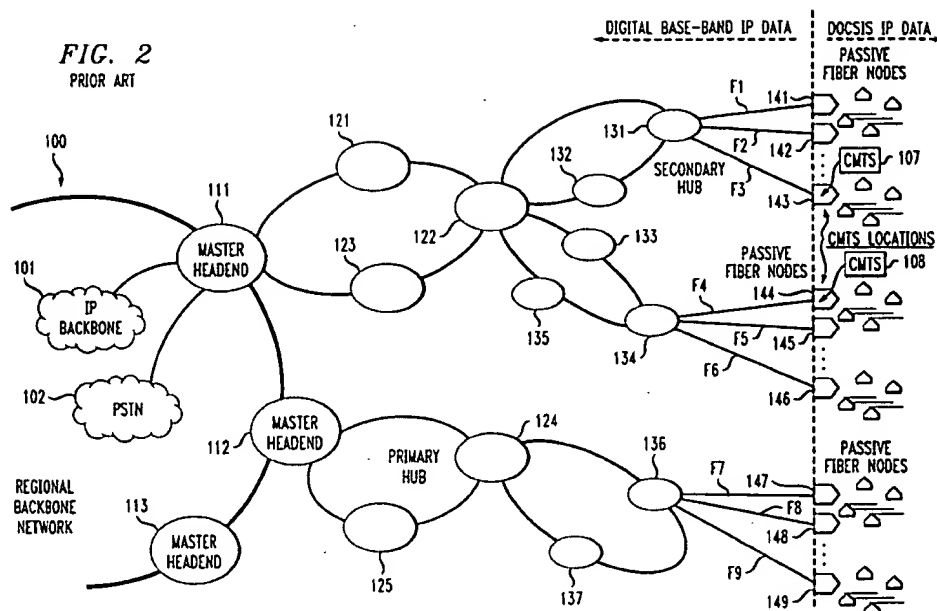 FIG. 2
PRIOR ART
DIGITAL BASE-BAND IP DATA
DOCSIS IP DATA
PASSIVE
FIBER NODES
100
111
MASTER
HEADEND
101
IP
BACKBONE
102
PSTN
121
123
122
131
132
SECONDARY
HUB
133
135
134
F1
F2
F3
141
142
143
CMTS
107
CMTS LOCATIONS
CMTS
108
PASSIVE
FIBER NODES
144
F4
F5
F6
145
146
112
MASTER
HEADEND
REGIONAL
BACKBONE
NETWORK
113
MASTER
HEADEND
PRIMARY
HUB
124
125
136
137
F7
F8
F9
147
148
149
PASSIVE
FIBER NODES